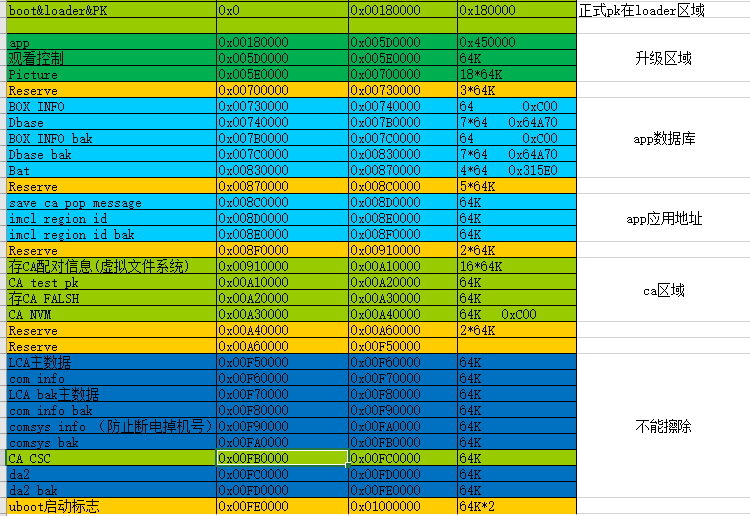 boot&loader&PK 0x0 0x00180000 0x180000 正式pk在loader区域
app 0x00180000 0x005D0000 0x450000
观看控制 0x005D0000 0x005E0000 64K 升级区域
Picture 0x005E0000 0x00700000 18*64K
Reserve 0x00700000 0x00730000 3*64K
BOX INFO 0x00730000 0x00740000 64 0xC00
Dbase 0x00740000 0x007B0000 7*64 0x64A70
BOX INFO bak 0x007B0000 0x007C0000 64 0xC00 app数据库
Dbase bak 0x007C0000 0x00830000 7*64 0x64A70
Bat 0x00830000 0x00870000 4*64 0x315E0
Reserve 0x00870000 0x008C0000 5*64K
save ca pop message 0x008C0000 0x008D0000 64K
imcl region id 0x008D0000 0x008E0000 64K app应用地址
imcl region id bak 0x008E0000 0x008F0000 64K
Reserve 0x008F0000 0x00910000 2*64K
存CA配对信息(虚拟文件系统) 0x00910000 0x00A10000 16*64K
CA test pk 0x00A10000 0x00A20000 64K ca区域
存CA FALSH 0x00A20000 0x00A30000 64K
CA NVM 0x00A30000 0x00A40000 64K 0xC00
Reserve 0x00A40000 0x00A60000 2*64K
Reserve 0x00A60000 0x00F50000
LCA主数据 0x00F50000 0x00F60000 64K
com info 0x00F60000 0x00F70000 64K
LCA bak主数据 0x00F70000 0x00F80000 64K
com info bak 0x00F80000 0x00F90000 64K
comsys info （防止断电掉机号） 0x00F90000 0x00FA0000 64K 不能擦除
comsys bak 0x00FA0000 0x00FB0000 64K
CA CSC 0x00FB0000 0x00FC0000 64K
da2 0x00FC0000 0x00FD0000 64K
da2 bak 0x00FD0000 0x00FE0000 64K
uboot启动标志 0x00FE0000 0x01000000 64K*2